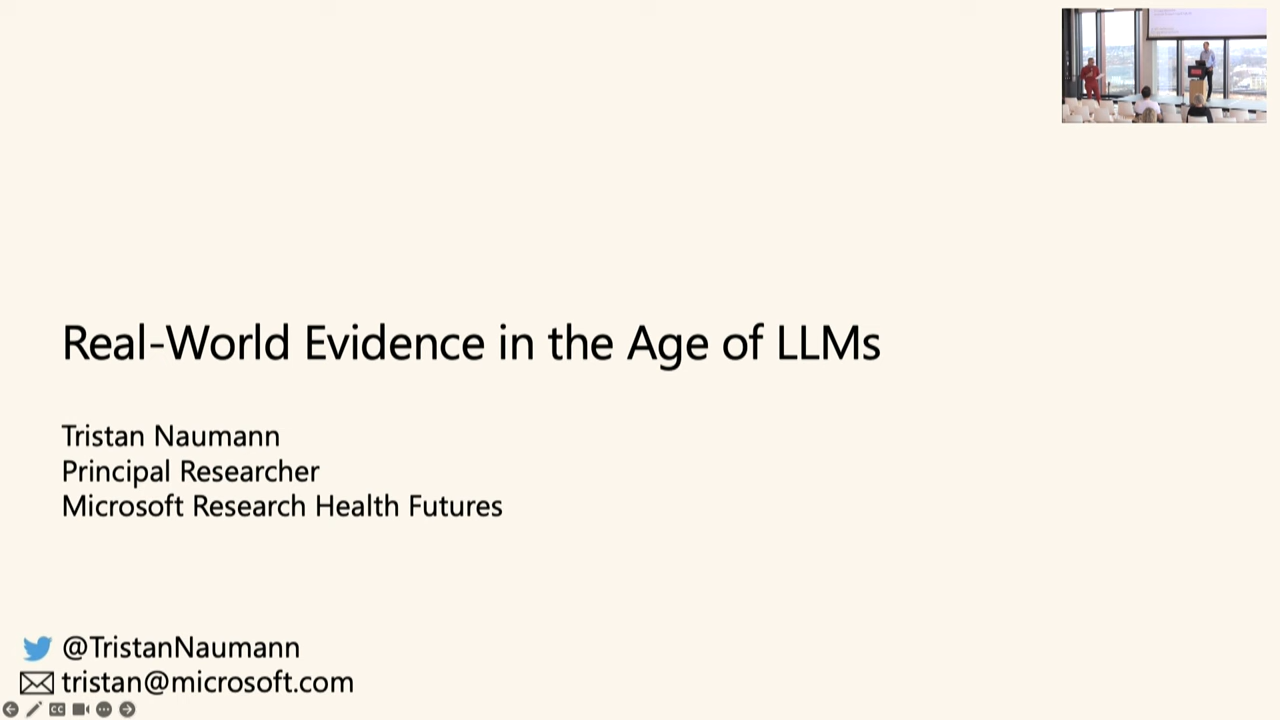 Real-World Evidence in the Age of LLMs
Tristan Naumann
Principal Researcher
Microsoft Research Health Futures
@TristanNaumann
tristan@microsoft.com
CC